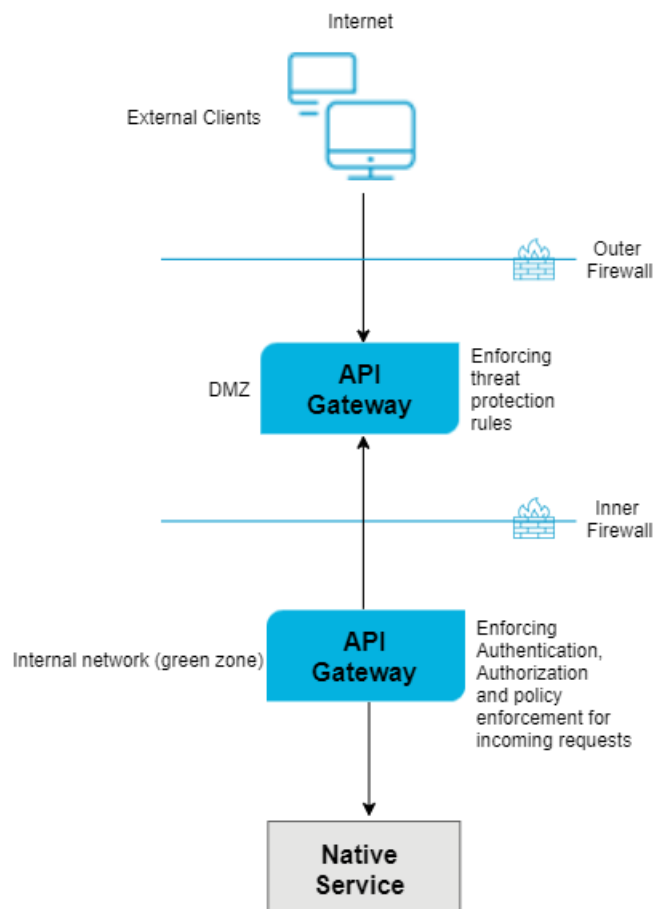 Internet
External Clients
Outer
Firewall
API
Gateway
DMZ
Enforcing
threat
protection
rules
Inner
Firewall
API
Gateway
Internal network (green zone)
Enforcing
Authentication,
Authorization
and policy
enforcement for
incoming requests
Native
Service